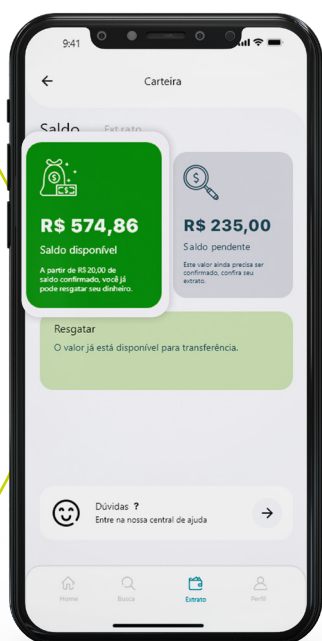 9:41
Carteira
Saldo Extrato
R$ 574,86
Saldo disponível
A partir de R$ 20,00 de
saldo confirmado, você já
pode resgatar seu dinheiro.
R$ 235,00
Saldo pendente
Este valor ainda precisa ser
confirmado, confira seu
extrato.
Resgatar
O valor já está disponível para transferência.
Dúvidas ?
Entre na nossa central de ajuda
Home Busca Extrato Perfil